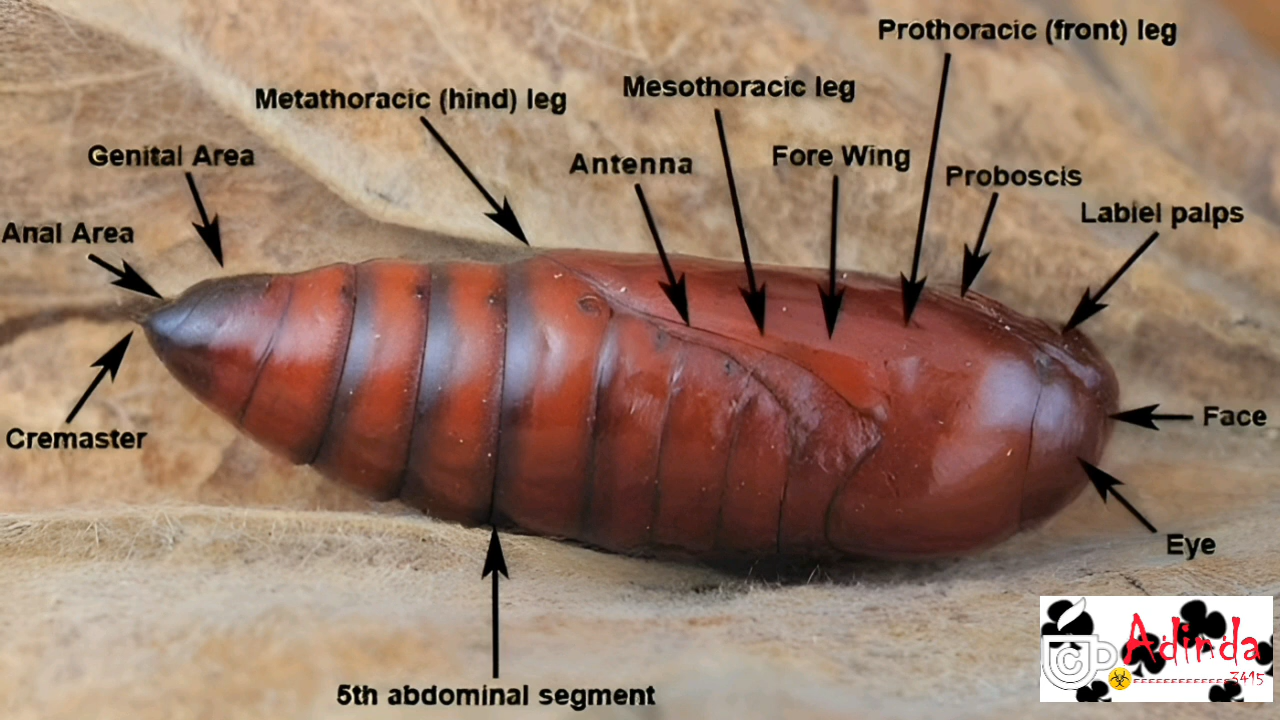 Prothoracic (front) leg
Metathoracic (hind) leg
Mesothoracic leg
Genital Area
Antenna
Fore Wing
Proboscis
Labiel palps
Anal Area
Cremaster
Face
Eye
5th abdominal segment
Adinda
3415